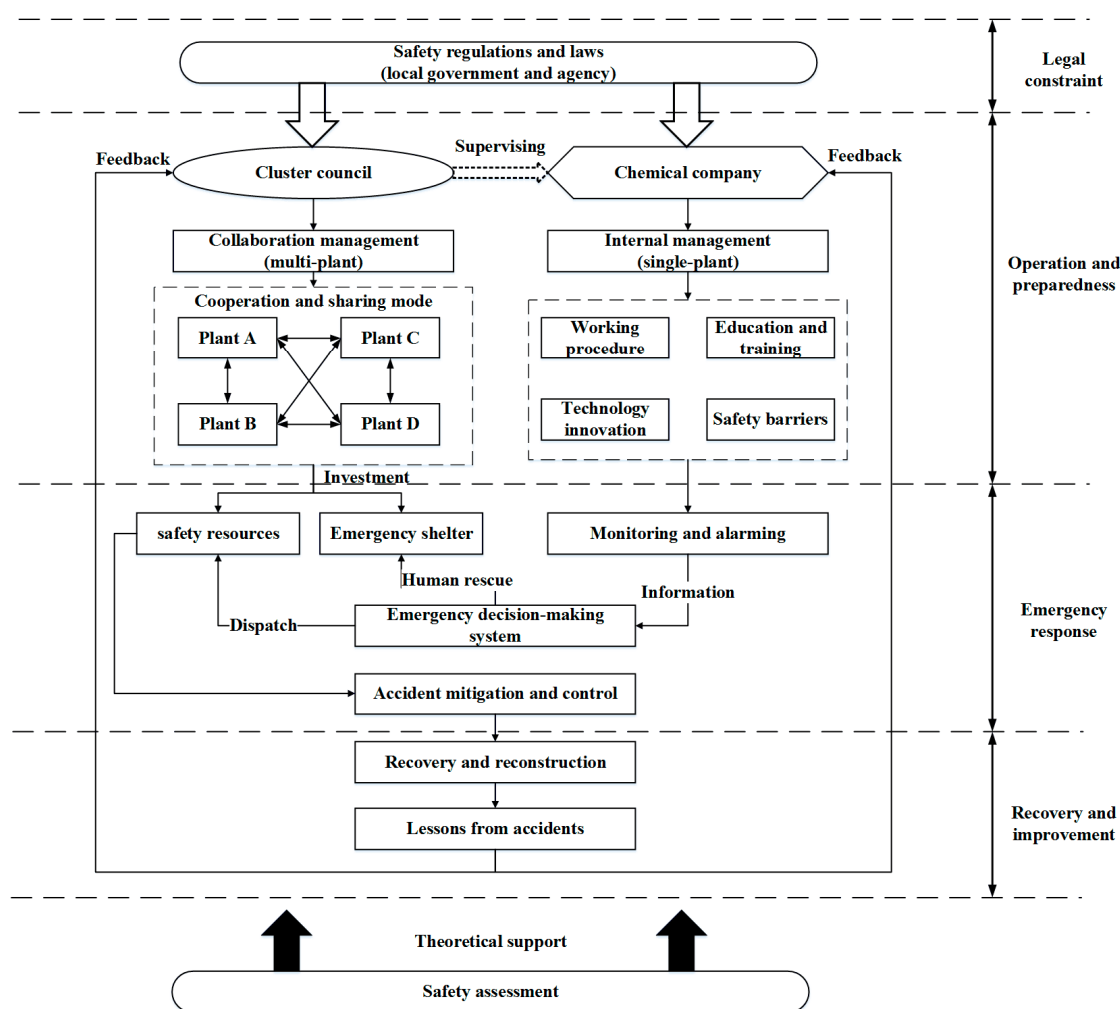 Safety regulations and laws
(local government and agency)
Legal
constraint
Supervising
Feedback
Cluster council
Chemical company
Feedback
Collaboration management
(multi-plant)
Internal management
(single-plant)
Operation and
preparedness
Cooperation and sharing mode
Plant A
Plant C
Plant B
Plant D
Working
procedure
Education and
training
Technology
innovation
Safety barriers
Investment
safety resources
Emergency shelter
Monitoring and alarming
Human rescue
Information
Dispatch
Emergency decision-making
system
Emergency
response
Accident mitigation and control
Recovery and reconstruction
Lessons from accidents
Recovery and
improvement
Theoretical support
Safety assessment